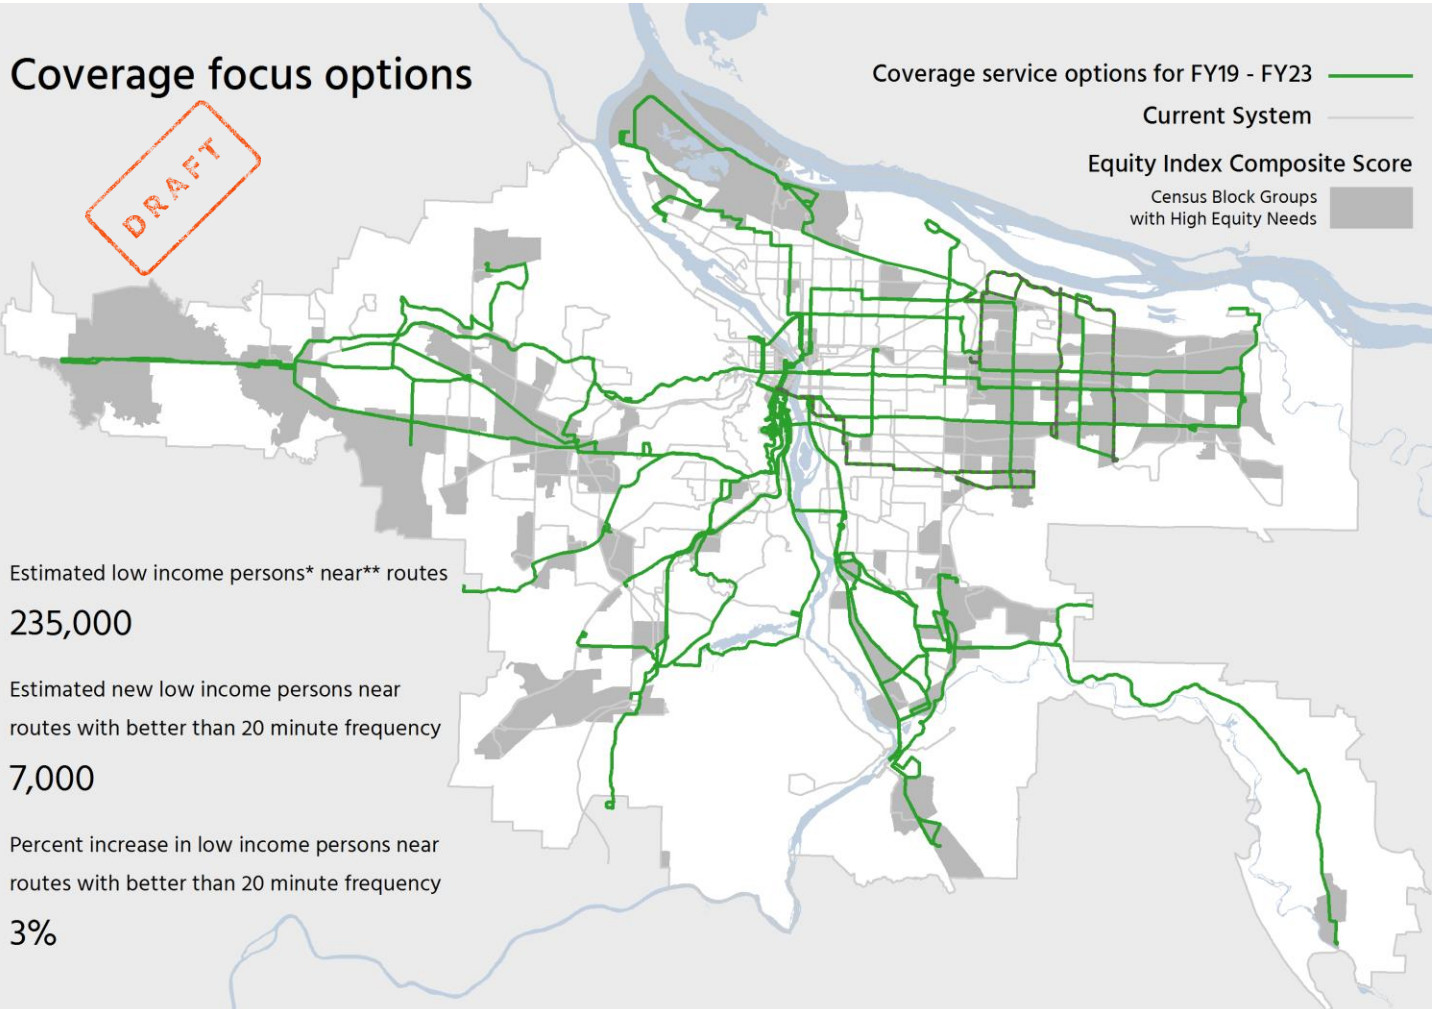 Coverage focus options
DRAFT
Coverage service options for FY19 - FY23
Current System
Equity Index Composite Score
Census Block Groups
with High Equity Needs
Estimated low income persons* near** routes
235,000
Estimated new low income persons near
routes with better than 20 minute frequency
7,000
Percent increase in low income persons near
routes with better than 20 minute frequency
3%